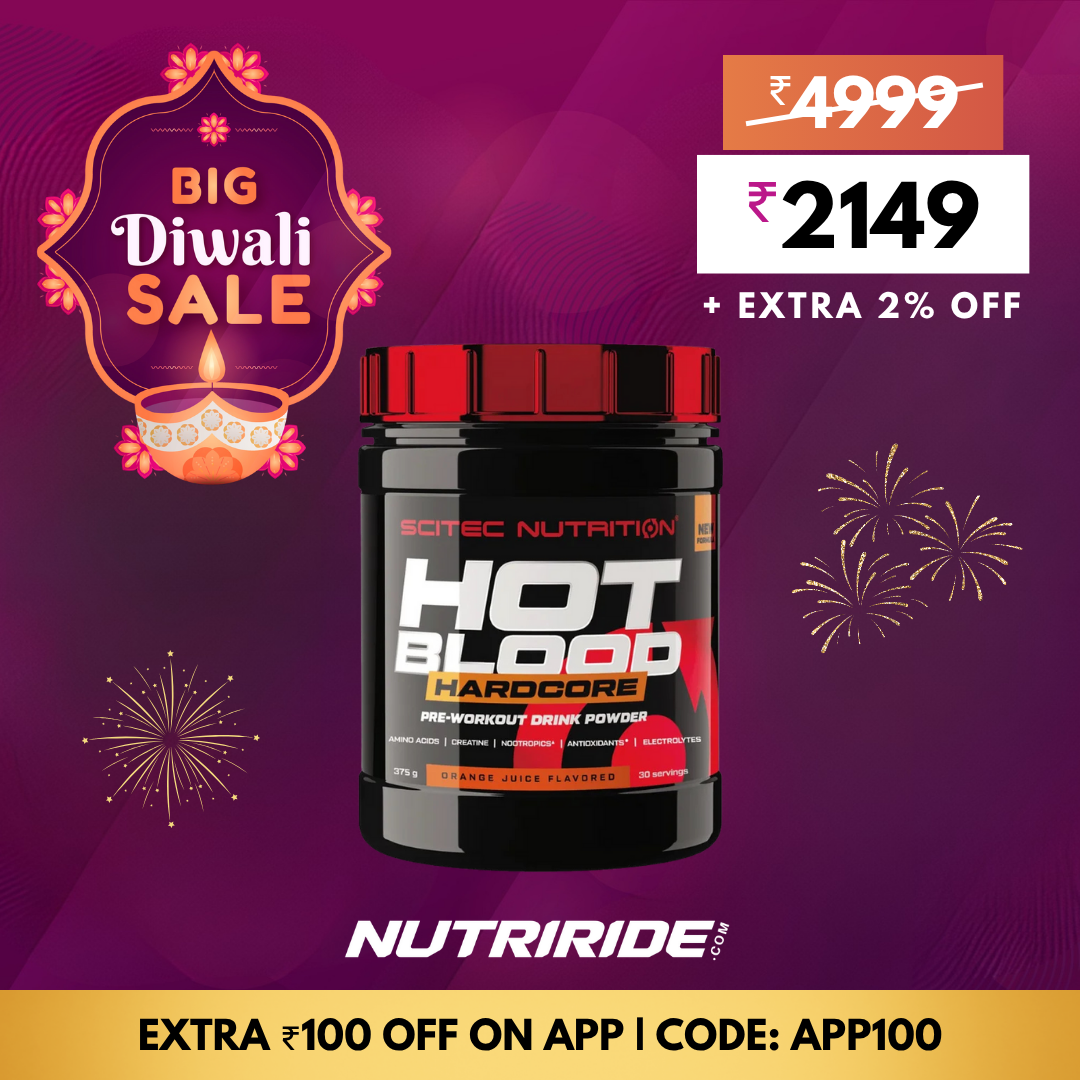 BIG
Diwali
SALE
₹4999
₹2149
+ EXTRA 2% OFF
SCITEC NUTRITION
NEW
FORMULA
HOT
BLOOD
HARDCORE
PRE-WORKOUT DRINK POWDER
AMINO ACIDS | CREATINE | NOOTROPICS* | ANTIOXIDANTS* | ELECTROLYTES
375 g ORANGE JUICE FLAVORED 30 servings
NUTRIRIDE.COM
EXTRA ₹100 OFF ON APP | CODE: APP100